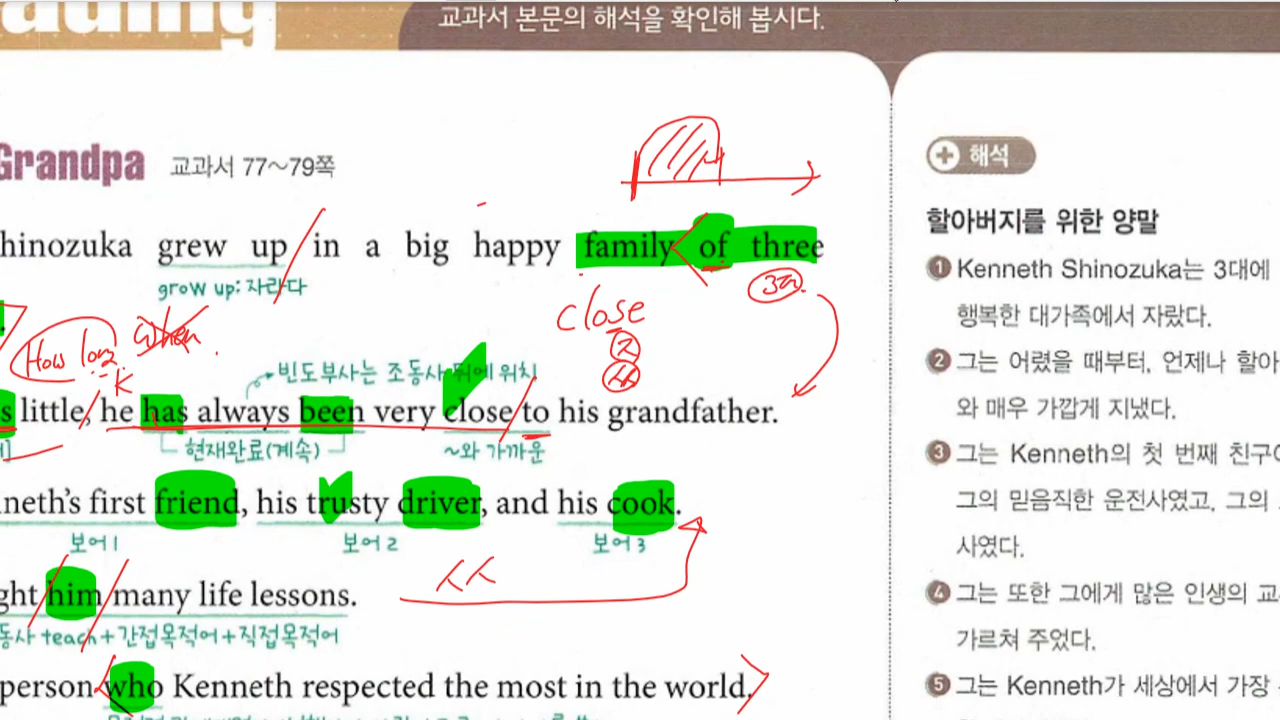 ading
교과서 본문의 해석을 확인해 봅시다.
Grandpa 교과서 77~79쪽
hinozuka grew up in a big happy family of three
grow up: 자라다
3대
close
How long When
ㅈ
ㅆ
K
빈도부사는 조동사 뒤에 위치
s little, he has always been very close to his grandfather.
현재완료(계속) ~와 가까운
neth's first friend, his trusty driver, and his cook.
보어 1 보어 2 보어 3
ㅆ
ght him many life lessons.
동사 teach+간접목적어+직접목적어
person who Kenneth respected the most in the world.
해석
할아버지를 위한 양말
1 Kenneth Shinozuka는 3대에
행복한 대가족에서 자랐다.
2 그는 어렸을 때부터, 언제나 할아
와 매우 가깝게 지냈다.
3 그는 Kenneth의 첫 번째 친구
그의 믿음직한 운전사였고, 그의
사였다.
4 그는 또한 그에게 많은 인생의 교
가르쳐 주었다.
5 그는 Kenneth가 세상에서 가장